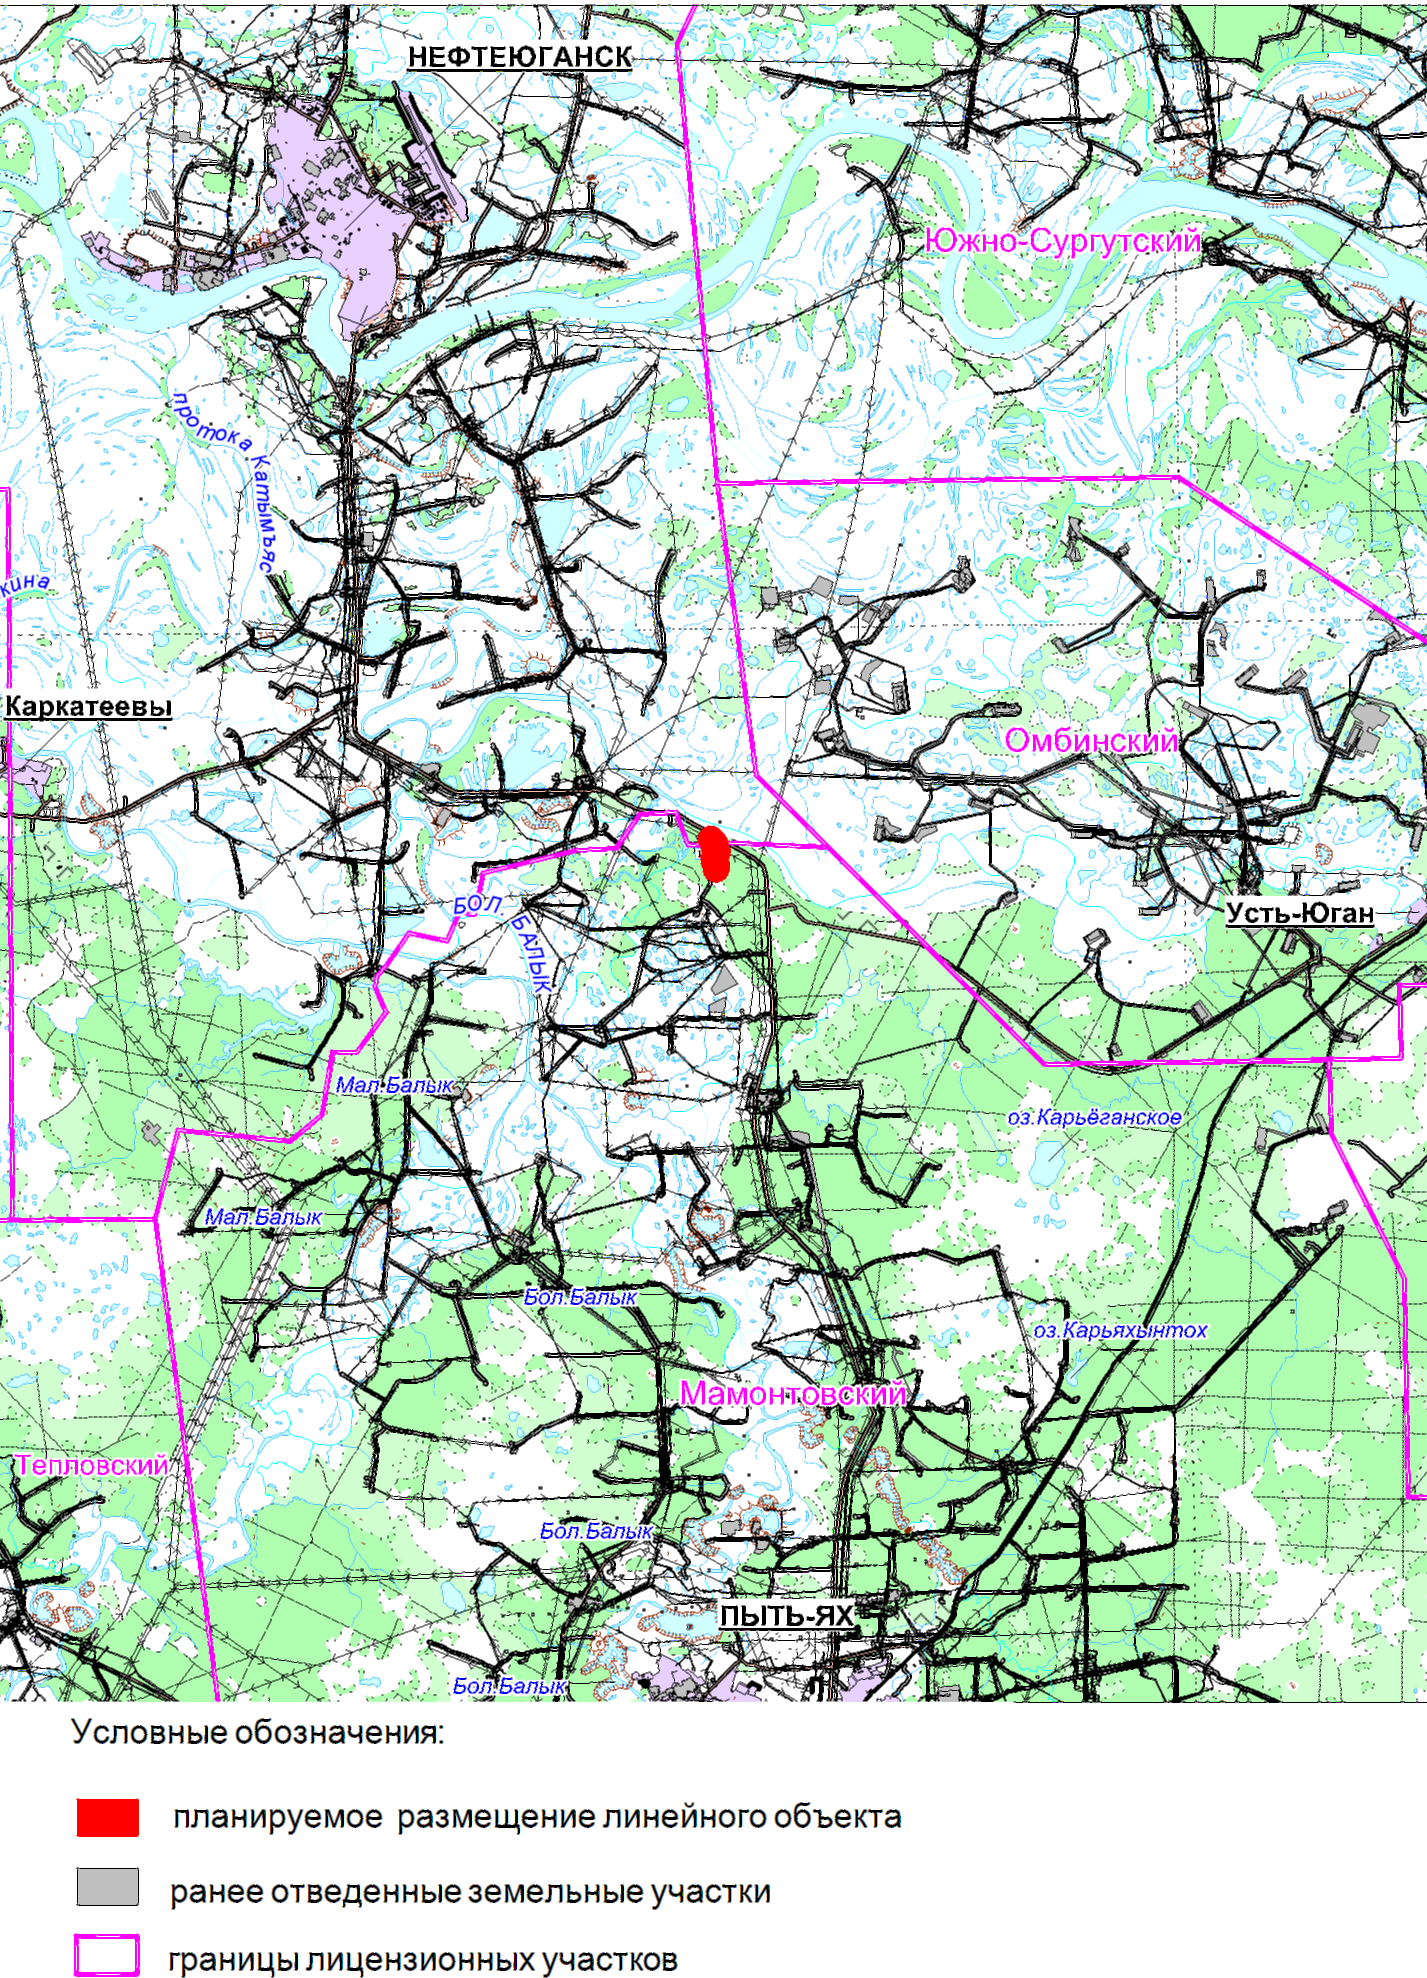 НЕФТЕЮГАНСК
Южно-Сургутский
протока Катымъяс
кина
Каркатеевы
Омбинский
Усть-Юган
БОЛ. БАЛЫК
Мал.Балык
оз.Карьёганское
Мал.Балык
Бол.Балык
оз.Карьяхынтох
Мамонтовский
Тепловский
Бол.Балык
ПЫТЬ-ЯХ
Бол.Балык
Условные обозначения:
планируемое размещение линейного объекта
ранее отведенные земельные участки
границы лицензионных участков